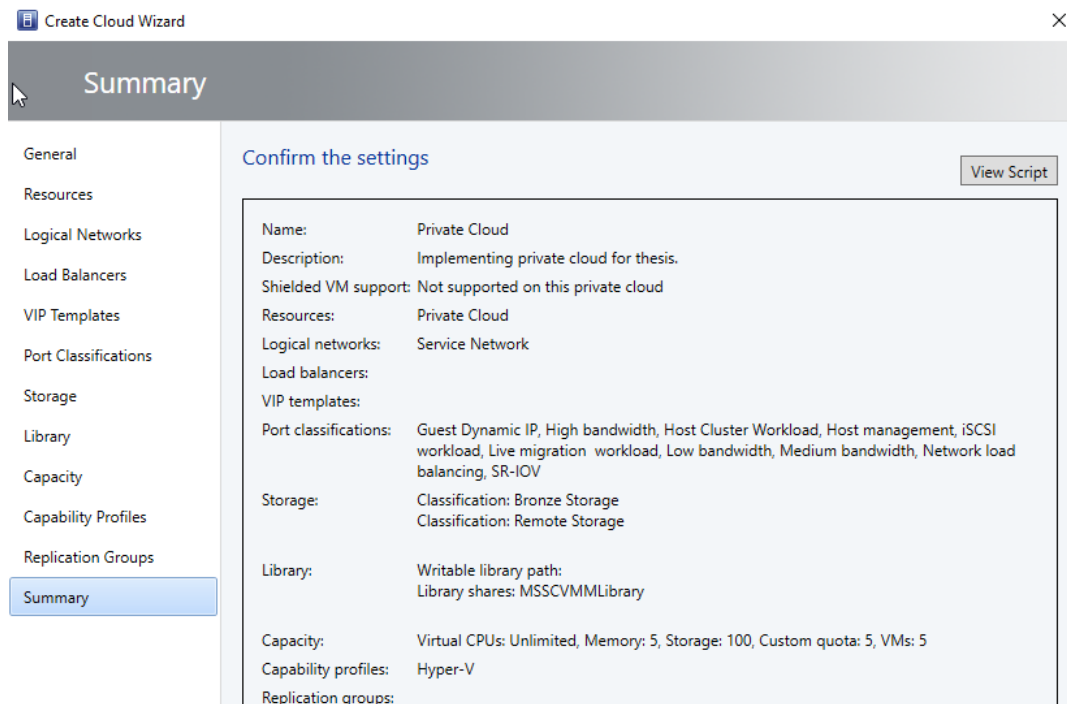 Create Cloud Wizard
Summary
General
Resources
Logical Networks
Load Balancers
VIP Templates
Port Classifications
Storage
Library
Capacity
Capability Profiles
Replication Groups
Summary
Confirm the settings
View Script
Name: Private Cloud
Description: Implementing private cloud for thesis.
Shielded VM support: Not supported on this private cloud
Resources: Private Cloud
Logical networks: Service Network
Load balancers:
VIP templates:
Port classifications: Guest Dynamic IP, High bandwidth, Host Cluster Workload, Host management, iSCSI
workload, Live migration  workload, Low bandwidth, Medium bandwidth, Network load
balancing, SR-IOV
Storage: Classification: Bronze Storage
Classification: Remote Storage
Library: Writable library path:
Library shares: MSSCVMMLibrary
Capacity: Virtual CPUs: Unlimited, Memory: 5, Storage: 100, Custom quota: 5, VMs: 5
Capability profiles: Hyper-V
Replication groups: